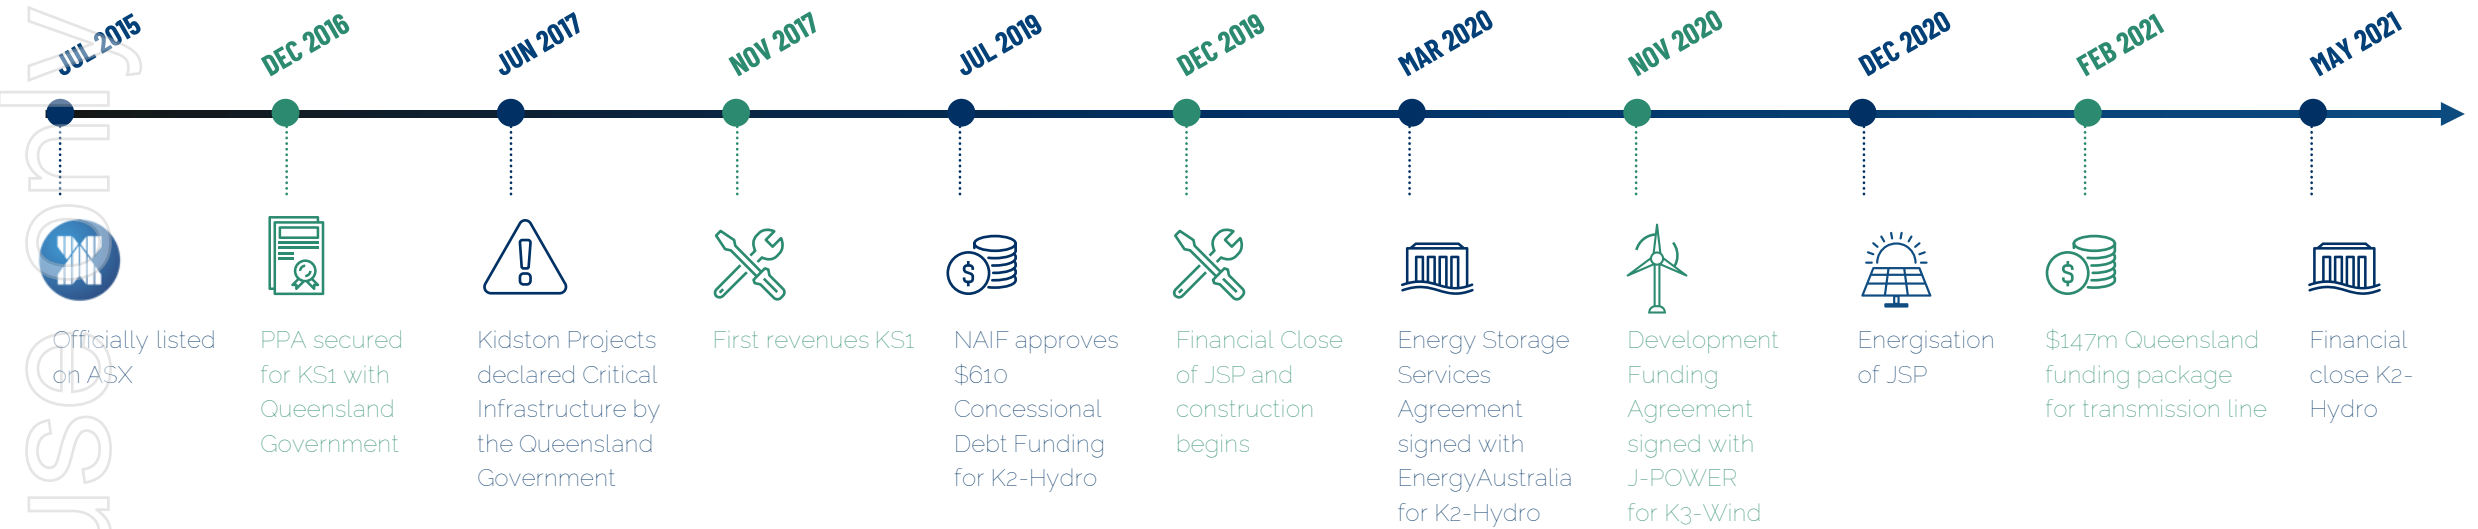 JUL 2015
DEC 2016
JUN 2017
NOV 2017
JUL 2019
DEC 2019
MAR 2020
NOV 2020
DEC 2020
FEB 2021
MAY 2021
Officially listed
on ASX
PPA secured
for KS1 with
Queensland
Government
Kidston Projects
declared Critical
Infrastructure by
the Queensland
Government
First revenues KS1
NAIF approves
$610
Concessional
Debt Funding
for K2-Hydro
Financial Close
of JSP and
construction
begins
Energy Storage
Services
Agreement
signed with
EnergyAustralia
for K2-Hydro
Development
Funding
Agreement
signed with
J-POWER
for K3-Wind
Energisation
of JSP
$147m Queensland
funding package
for transmission line
Financial
close K2-
Hydro
$
$
only